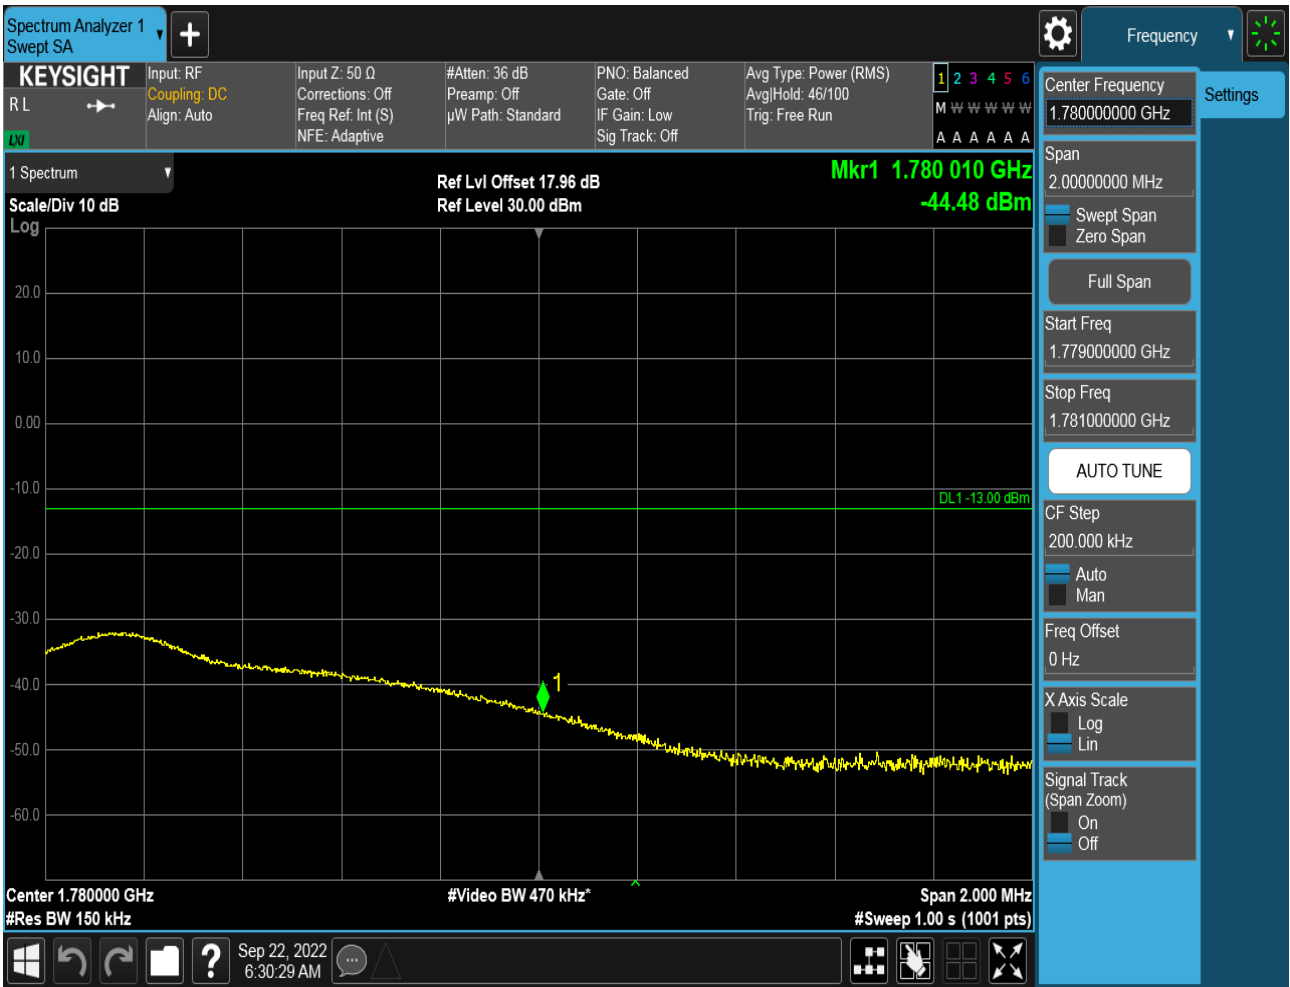 Spectrum Analyzer 1
Swept SA
Frequency
KEYSIGHT
R L
LXI
Input: RF
Coupling: DC
Align: Auto
Input Z: 50 Ω
Corrections: Off
Freq Ref: Int (S)
NFE: Adaptive
#Atten: 36 dB
Preamp: Off
µW Path: Standard
PNO: Balanced
Gate: Off
IF Gain: Low
Sig Track: Off
Avg Type: Power (RMS)
Avg|Hold: 46/100
Trig: Free Run
1 2 3 4 5 6
M W W W W W
A A A A A A
Center Frequency
1.780000000 GHz
Settings
1 Spectrum
Scale/Div 10 dB
Log
Ref Lvl Offset 17.96 dB
Ref Level 30.00 dBm
Mkr1 1.780 010 GHz
-44.48 dBm
Span
2.00000000 MHz
Swept Span
Zero Span
Full Span
Start Freq
1.779000000 GHz
Stop Freq
1.781000000 GHz
AUTO TUNE
CF Step
200.000 kHz
Auto
Man
Freq Offset
0 Hz
X Axis Scale
Log
Lin
Signal Track
(Span Zoom)
On
Off
20.0
10.0
0.00
-10.0
DL1 -13.00 dBm
-20.0
-30.0
-40.0
1
-50.0
-60.0
Center 1.780000 GHz
#Res BW 150 kHz
#Video BW 470 kHz*
Span 2.000 MHz
#Sweep 1.00 s (1001 pts)
?
Sep 22, 2022
6:30:29 AM